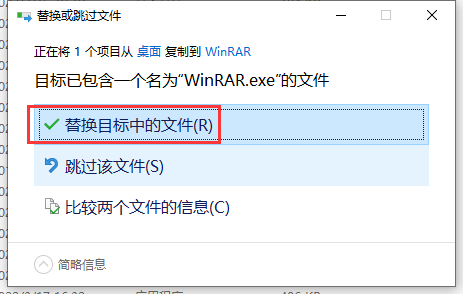 替换或跳过文件
正在将 1 个项目从 桌面 复制到 WinRAR
目标已包含一个名为“WinRAR.exe”的文件
替换目标中的文件(R)
跳过该文件(S)
比较两个文件的信息(C)
简略信息